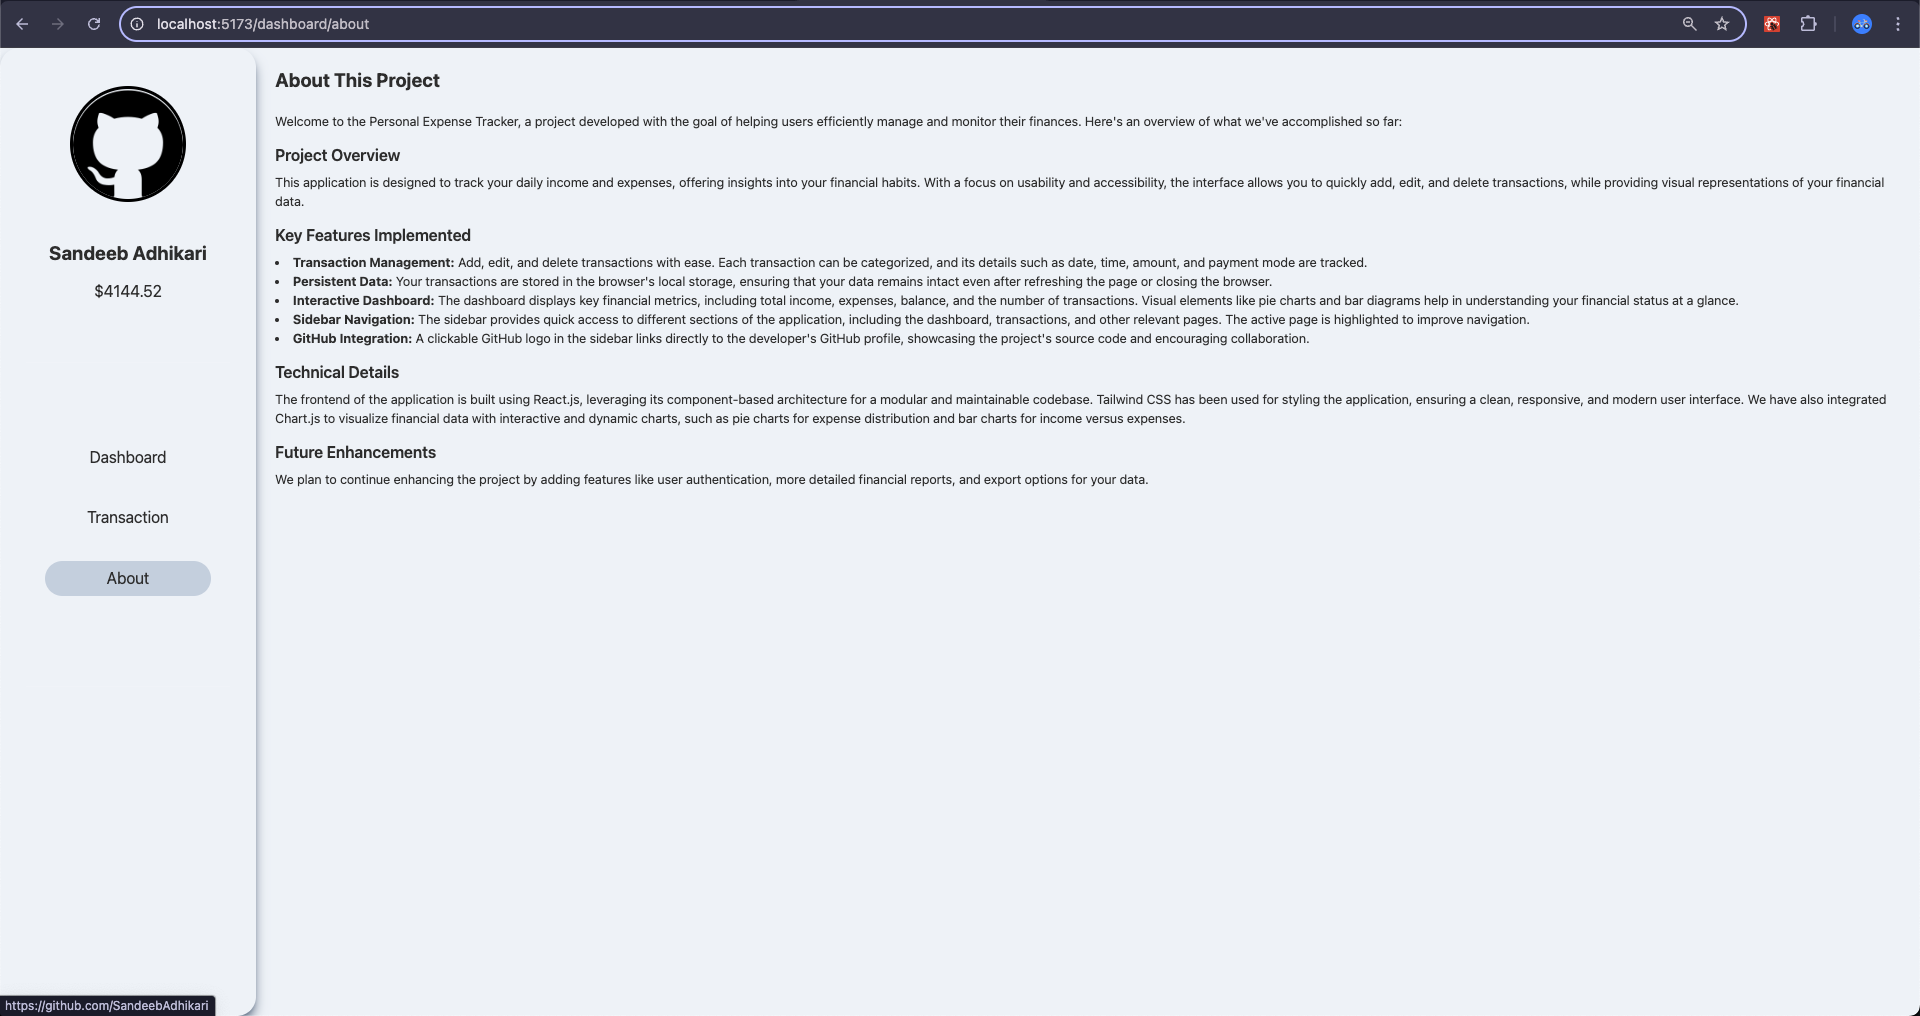 localhost:5173/dashboard/about
Sandeeb Adhikari
$4144.52
Dashboard
Transaction
About
About This Project
Welcome to the Personal Expense Tracker, a project developed with the goal of helping users efficiently manage and monitor their finances. Here's an overview of what we've accomplished so far:
Project Overview
This application is designed to track your daily income and expenses, offering insights into your financial habits. With a focus on usability and accessibility, the interface allows you to quickly add, edit, and delete transactions, while providing visual representations of your financial
data.
Key Features Implemented
• Transaction Management: Add, edit, and delete transactions with ease. Each transaction can be categorized, and its details such as date, time, amount, and payment mode are tracked.
• Persistent Data: Your transactions are stored in the browser's local storage, ensuring that your data remains intact even after refreshing the page or closing the browser.
• Interactive Dashboard: The dashboard displays key financial metrics, including total income, expenses, balance, and the number of transactions. Visual elements like pie charts and bar diagrams help in understanding your financial status at a glance.
• Sidebar Navigation: The sidebar provides quick access to different sections of the application, including the dashboard, transactions, and other relevant pages. The active page is highlighted to improve navigation.
• GitHub Integration: A clickable GitHub logo in the sidebar links directly to the developer's GitHub profile, showcasing the project's source code and encouraging collaboration.
Technical Details
The frontend of the application is built using React.js, leveraging its component-based architecture for a modular and maintainable codebase. Tailwind CSS has been used for styling the application, ensuring a clean, responsive, and modern user interface. We have also integrated
Chart.js to visualize financial data with interactive and dynamic charts, such as pie charts for expense distribution and bar charts for income versus expenses.
Future Enhancements
We plan to continue enhancing the project by adding features like user authentication, more detailed financial reports, and export options for your data.
https://github.com/SandeebAdhikari